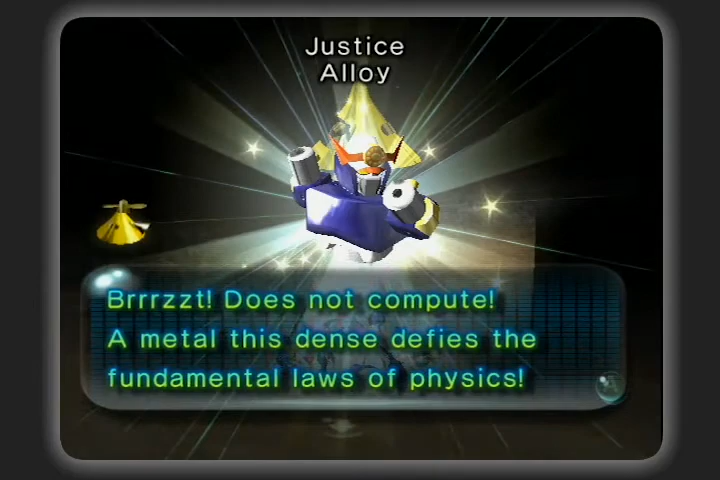 Justice
Alloy
Brrrzzt! Does not compute!
A metal this dense defies the
fundamental laws of physics!